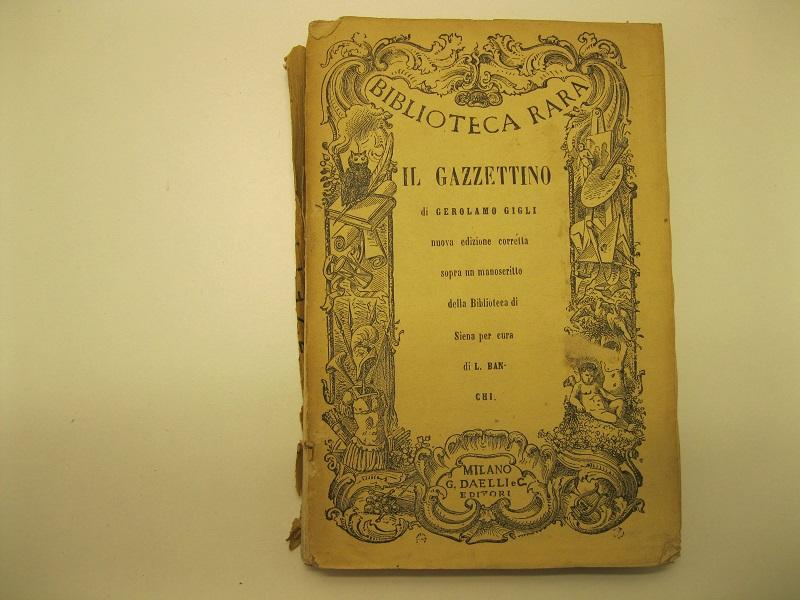 BIBLIOTECA RARA
IL GAZZETTINO
di GEROLAMO GIGLI
nuova edizione corretta
sopra un manoscritto
della Biblioteca di
Siena per cura
di L. BAN-
CHI.
MILANO
G. DAELLI e C.
EDITORI